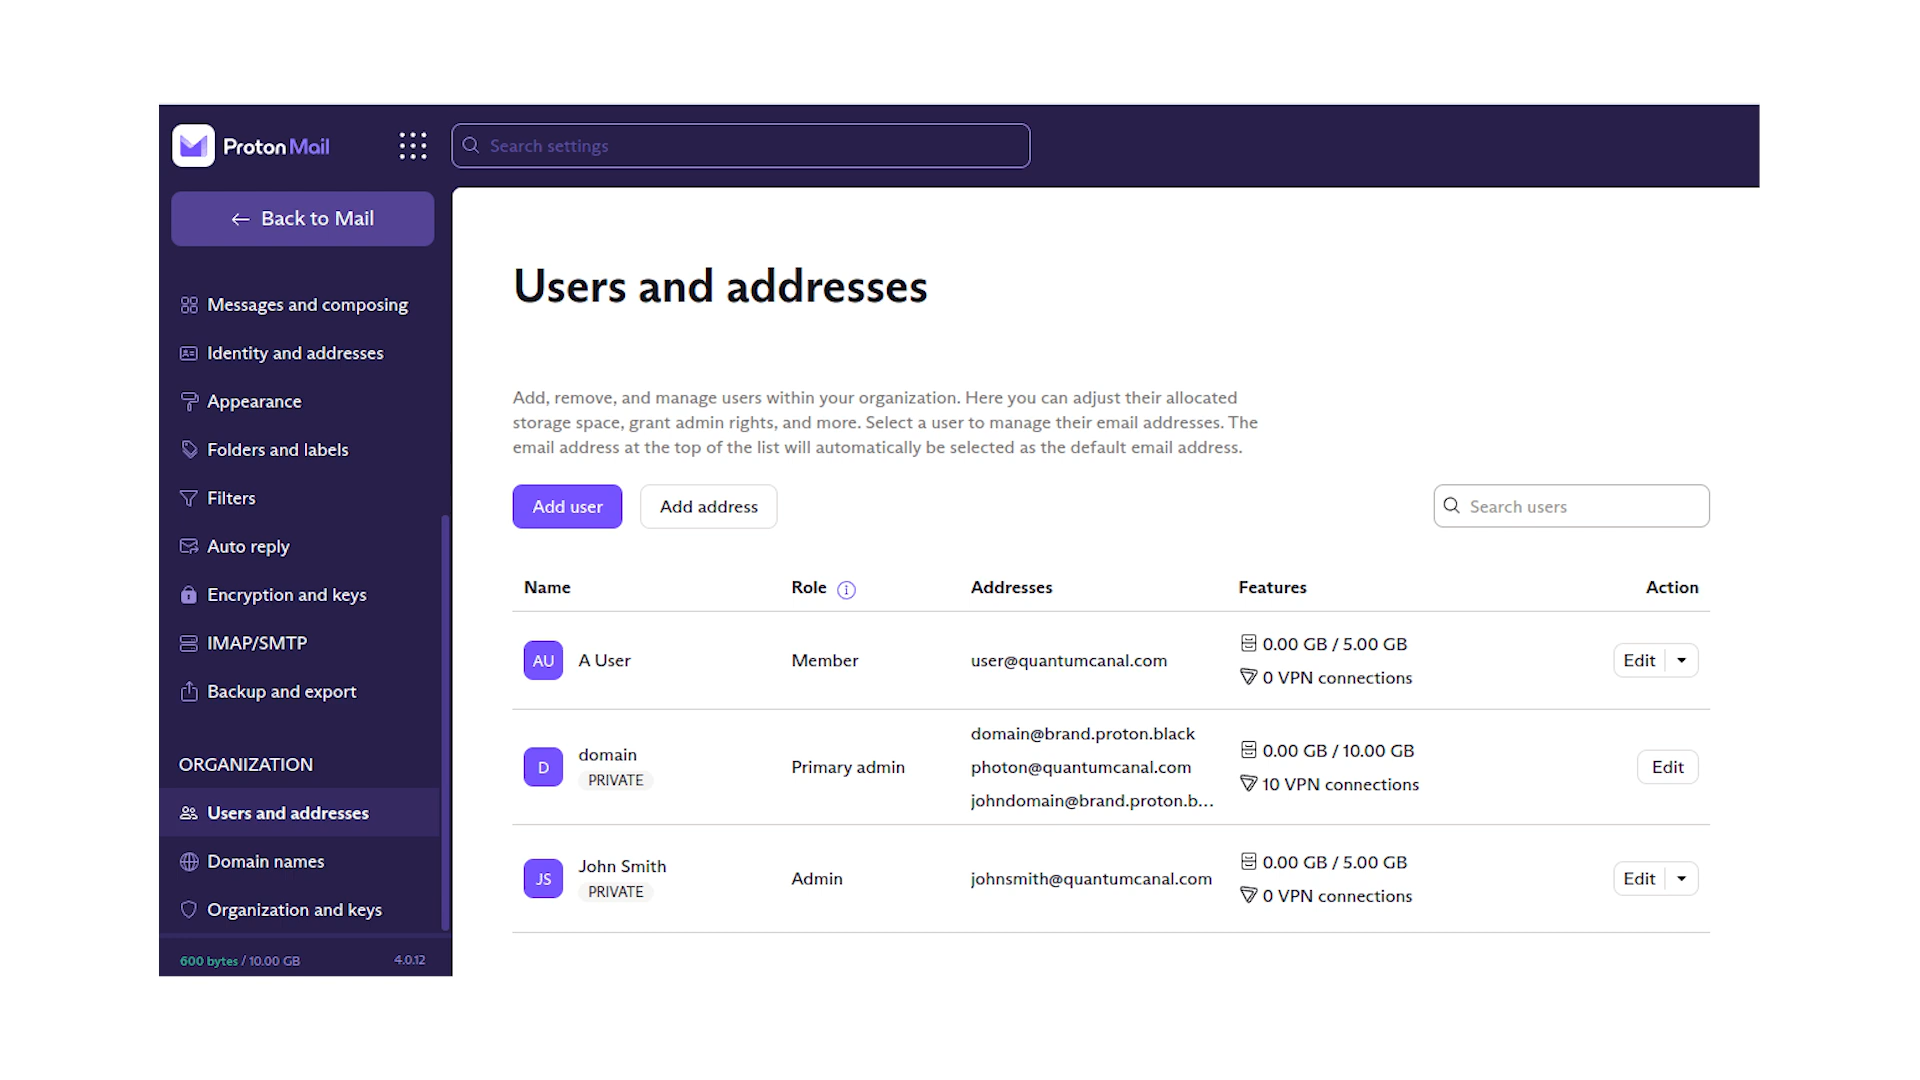 Proton Mail
Search settings
Back to Mail
Messages and composing
Identity and addresses
Appearance
Folders and labels
Filters
Auto reply
Encryption and keys
IMAP/SMTP
Backup and export
ORGANIZATION
Users and addresses
Domain names
Organization and keys
600 bytes / 10.00 GB
4.0.12
Users and addresses
Add, remove, and manage users within your organization. Here you can adjust their allocated
storage space, grant admin rights, and more. Select a user to manage their email addresses. The
email address at the top of the list will automatically be selected as the default email address.
Add user
Add address
Search users
Name
Role
Addresses
Features
Action
AU
A User
Member
user@quantumcanal.com
0.00 GB / 5.00 GB
0 VPN connections
Edit
D
domain
PRIVATE
Primary admin
domain@brand.proton.black
photon@quantumcanal.com
johndomain@brand.proton.b...
0.00 GB / 10.00 GB
10 VPN connections
Edit
JS
John Smith
PRIVATE
Admin
johnsmith@quantumcanal.com
0.00 GB / 5.00 GB
0 VPN connections
Edit